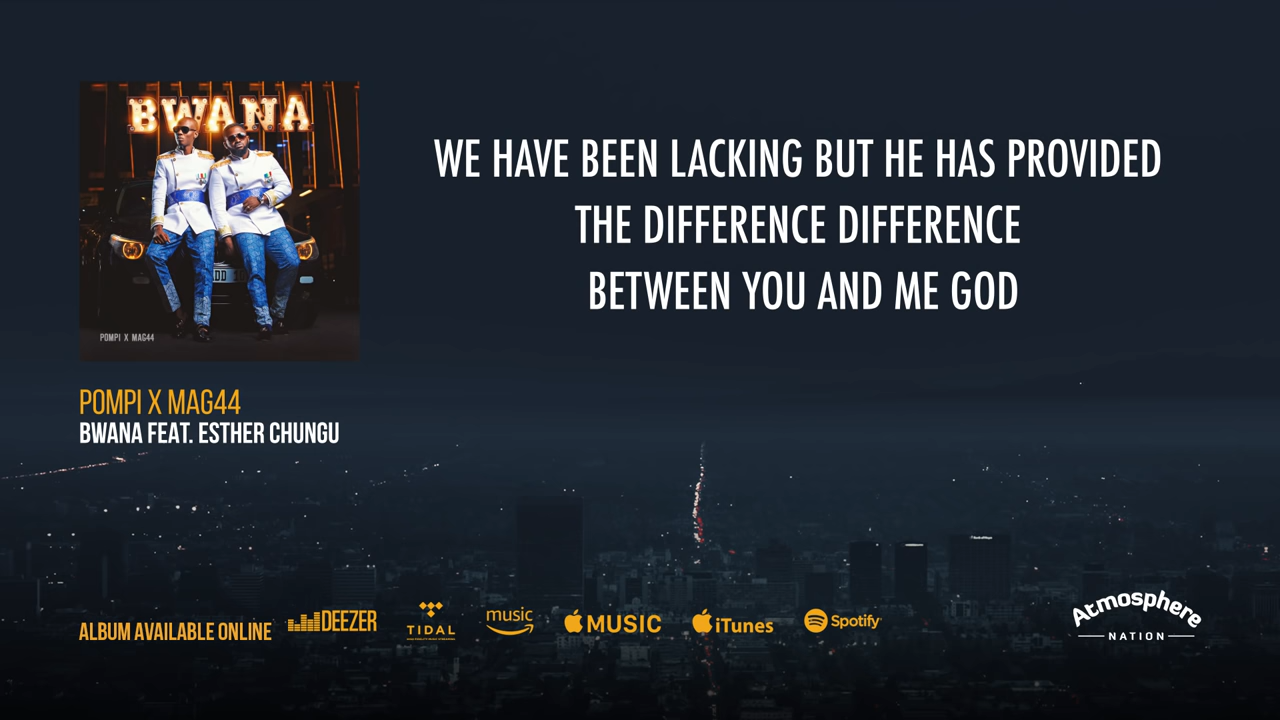 BWANA
POMPI X MAG44
WE HAVE BEEN LACKING BUT HE HAS PROVIDED
THE DIFFERENCE DIFFERENCE
BETWEEN YOU AND ME GOD
POMPI X MAG44
BWANA FEAT. ESTHER CHUNGU
ALBUM AVAILABLE ONLINE
DEEZER
TIDAL
music
MUSIC
iTunes
Spotify
Atmosphere
NATION